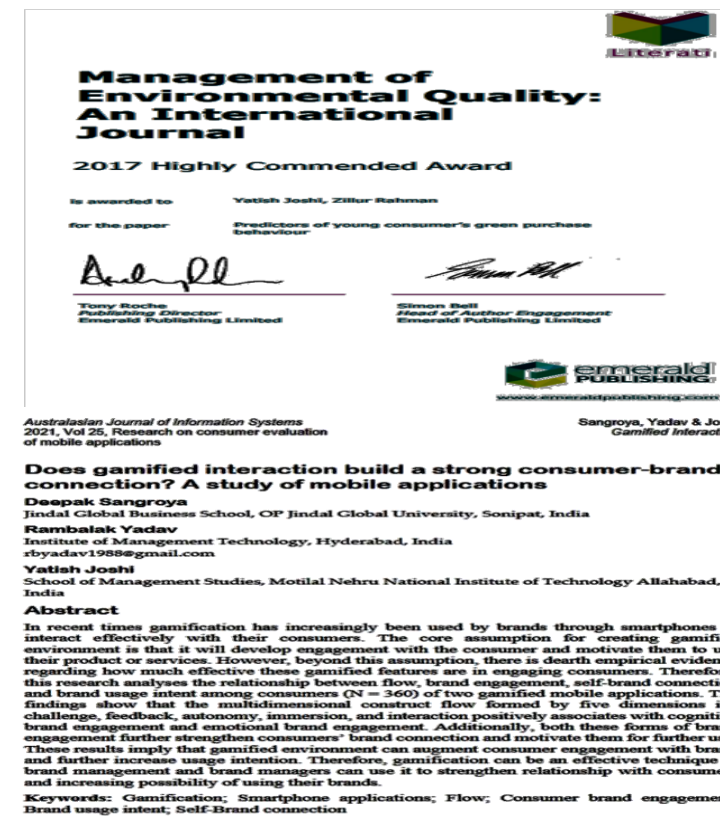 Literati
Management of
Environmental Quality:
An International
Journal
2017 Highly Commended Award
is awarded to Yatish Joshi, Zillur Rahman
for the paper Predictors of young consumer's green purchase
behaviour
Tony Roche
Publishing Director
Emerald Publishing Limited
Simon Bell
Head of Author Engagement
Emerald Publishing Limited
emerald
PUBLISHING
www.emeraldpublishing.com
Australasian Journal of Information Systems
2021, Vol 25, Research on consumer evaluation
of mobile applications
Sangroya, Yadav & Jo
Gamified Interacti
Does gamified interaction build a strong consumer-brand
connection? A study of mobile applications
Deepak Sangroya
Jindal Global Business School, OP Jindal Global University, Sonipat, India
Rambalak Yadav
Institute of Management Technology, Hyderabad, India
rbyadav1988@gmail.com
Yatish Joshi
School of Management Studies, Motilal Nehru National Institute of Technology Allahabad,
India
Abstract
In recent times gamification has increasingly been used by brands through smartphones
interact effectively with their consumers. The core assumption for creating gamifi
environment is that it will develop engagement with the consumer and motivate them to u
their product or services. However, beyond this assumption, there is dearth empirical eviden
regarding how much effective these gamified features are in engaging consumers. Therefor
this research analyses the relationship between flow, brand engagement, self-brand connecti
and brand usage intent among consumers (N = 360) of two gamified mobile applications. T
findings show that the multidimensional construct flow formed by five dimensions i
challenge, feedback, autonomy, immersion, and interaction positively associates with cogniti
brand engagement and emotional brand engagement. Additionally, both these forms of bra
engagement further strengthen consumers' brand connection and motivate them for further u
These results imply that gamified environment can augment consumer engagement with bra
and further increase usage intention. Therefore, gamification can be an effective technique
brand management and brand managers can use it to strengthen relationship with consume
and increasing possibility of using their brands.
Keywords: Gamification; Smartphone applications; Flow; Consumer brand engagemen
Brand usage intent; Self-Brand connection